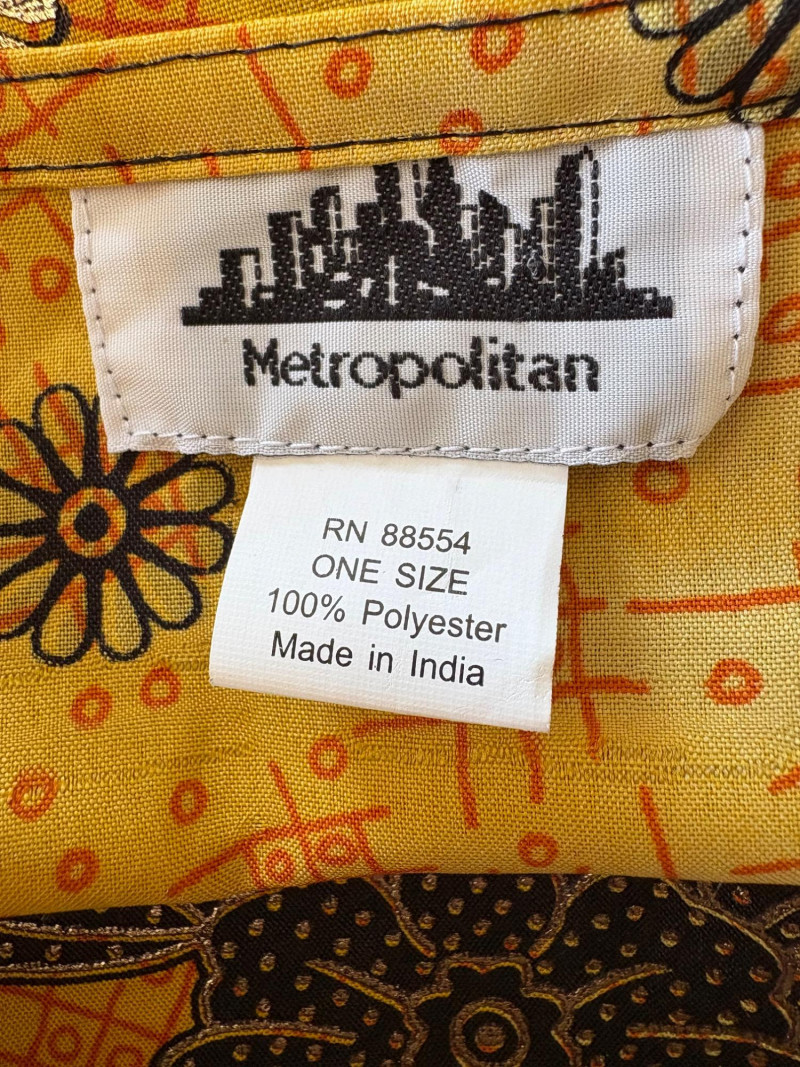 Metropolitan
RN 88554
ONE SIZE
100% Polyester
Made in India